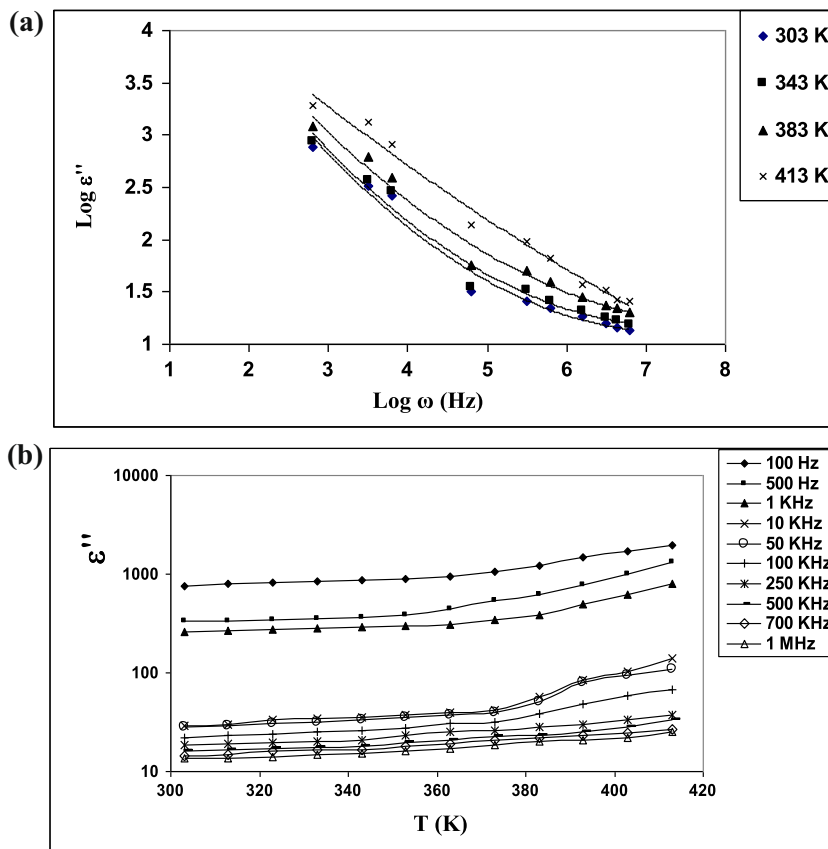 (a)
4
3.5
3
2.5
2
1.5
1
Log ε''
1
2
3
4
5
6
7
8
Log ω (Hz)
303 K
343 K
383 K
413 K
(b)
10000
1000
100
10
ε''
300
320
340
360
380
400
420
T (K)
100 Hz
500 Hz
1 KHz
10 KHz
50 KHz
100 KHz
250 KHz
500 KHz
700 KHz
1 MHz